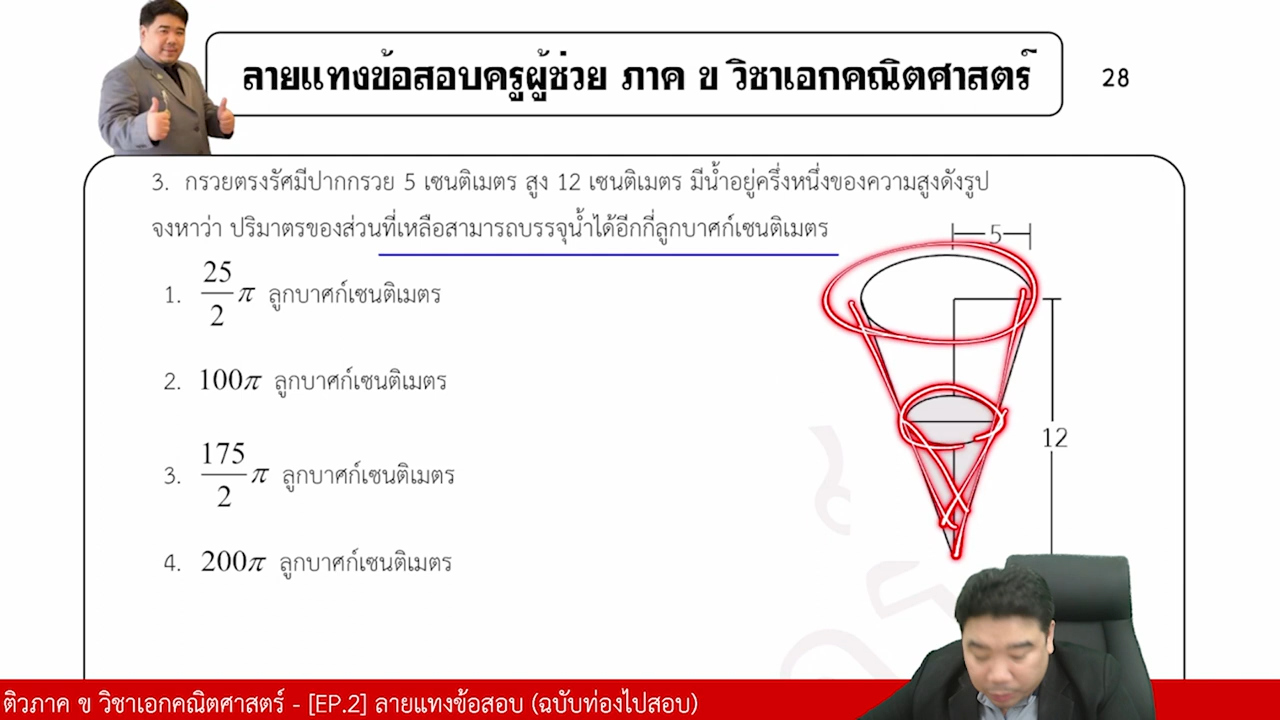 ลายแทงข้อสอบครูผู้ช่วย ภาค ข วิชาเอกคณิตศาสตร์
28
3. กรวยตรงรัศมีปากกรวย 5 เซนติเมตร สูง 12 เซนติเมตร มีน้ำอยู่ครึ่งหนึ่งของความสูงดังรูป
จงหาว่า ปริมาตรของส่วนที่เหลือสามารถบรรจุน้ำได้อีกกี่ลูกบาศก์เซนติเมตร
5
1. 25/2 π ลูกบาศก์เซนติเมตร
2. 100π ลูกบาศก์เซนติเมตร
12
3. 175/2 π ลูกบาศก์เซนติเมตร
4. 200π ลูกบาศก์เซนติเมตร
ติวภาค ข วิชาเอกคณิตศาสตร์ - [EP.2] ลายแทงข้อสอบ (ฉบับท่องไปสอบ)